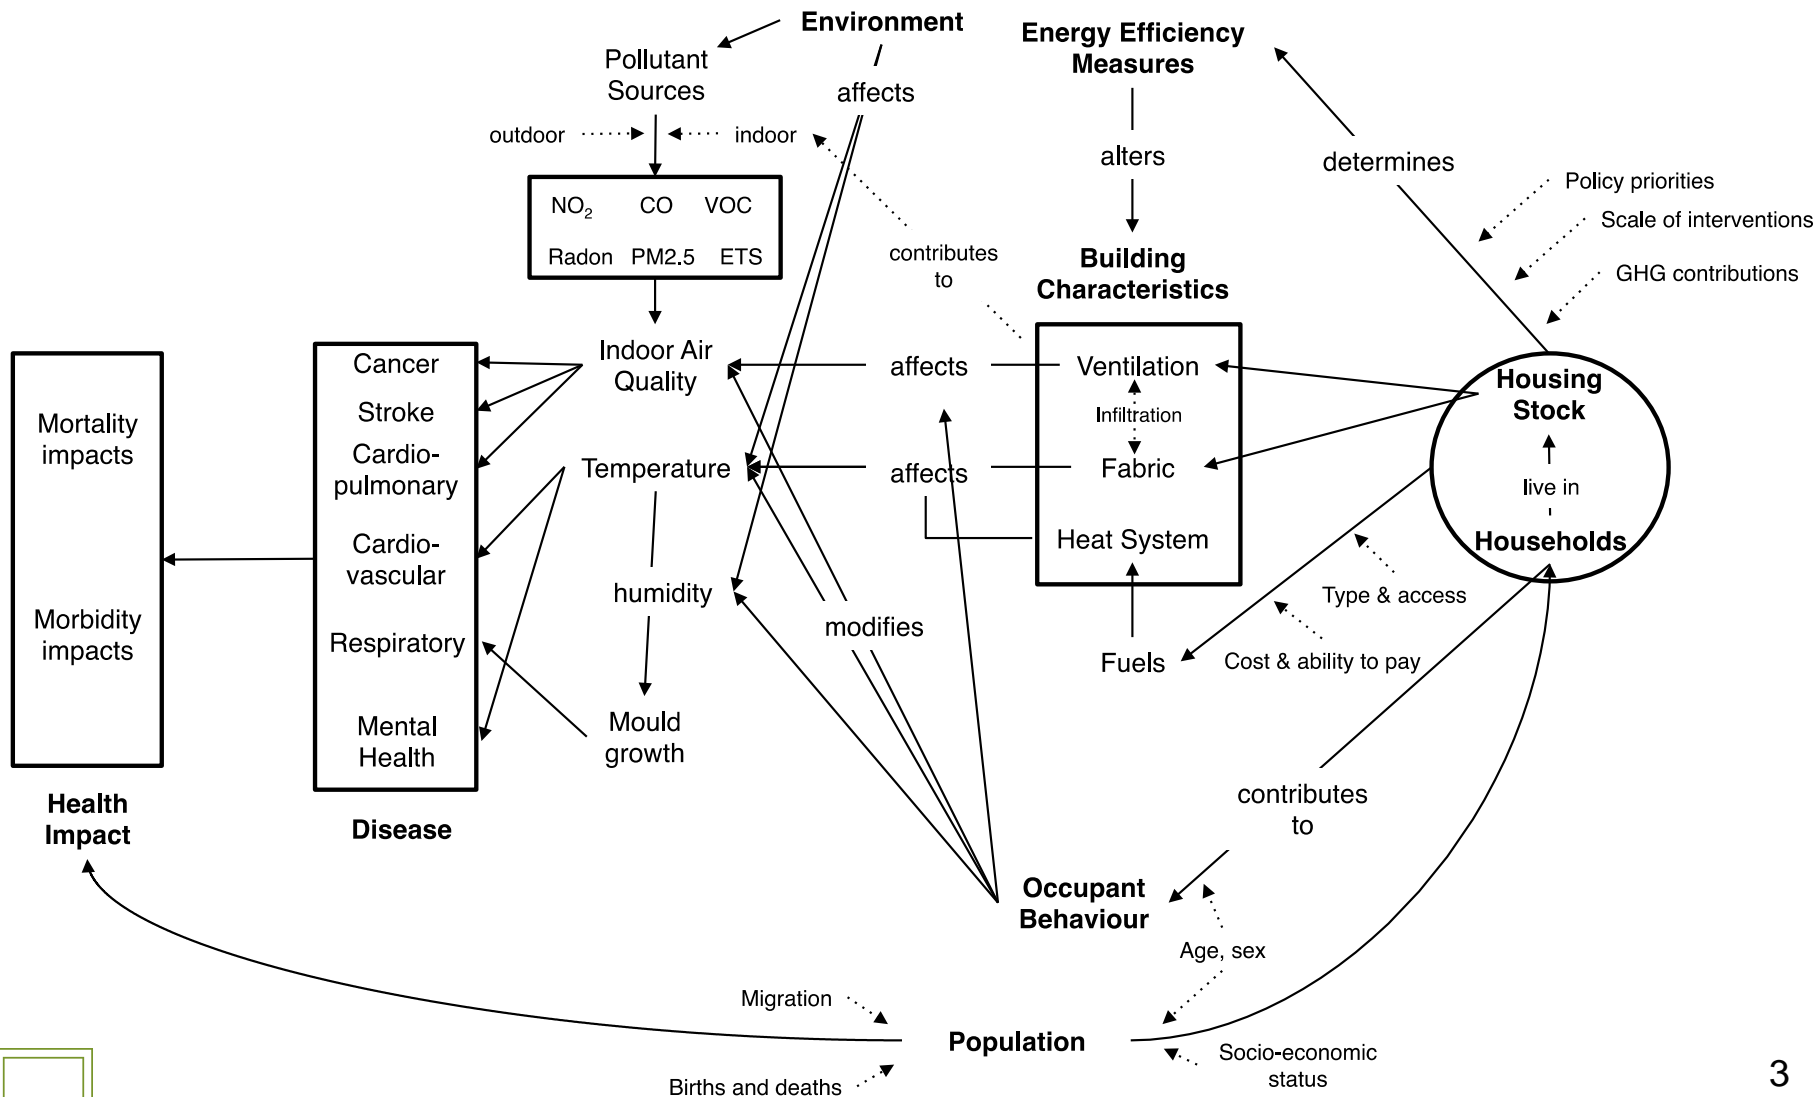 Environment
Energy Efficiency
Measures
Pollutant
Sources
affects
outdoor
indoor
alters
determines
Policy priorities
Scale of interventions
GHG contributions
NO₂ CO VOC
Radon PM2.5 ETS
contributes
to
Building
Characteristics
Indoor Air
Quality
affects
Ventilation
Infiltration
Fabric
Heat System
affects
Temperature
Housing
Stock
live in
Households
Cancer
Stroke
Cardio-
pulmonary
Cardio-
vascular
Respiratory
Mental
Health
Mortality
impacts
Morbidity
impacts
humidity
modifies
Type & access
Fuels
Cost & ability to pay
Mould
growth
Health
Impact
Disease
contributes
to
Occupant
Behaviour
Age, sex
Migration
Population
Births and deaths
Socio-economic
status
3